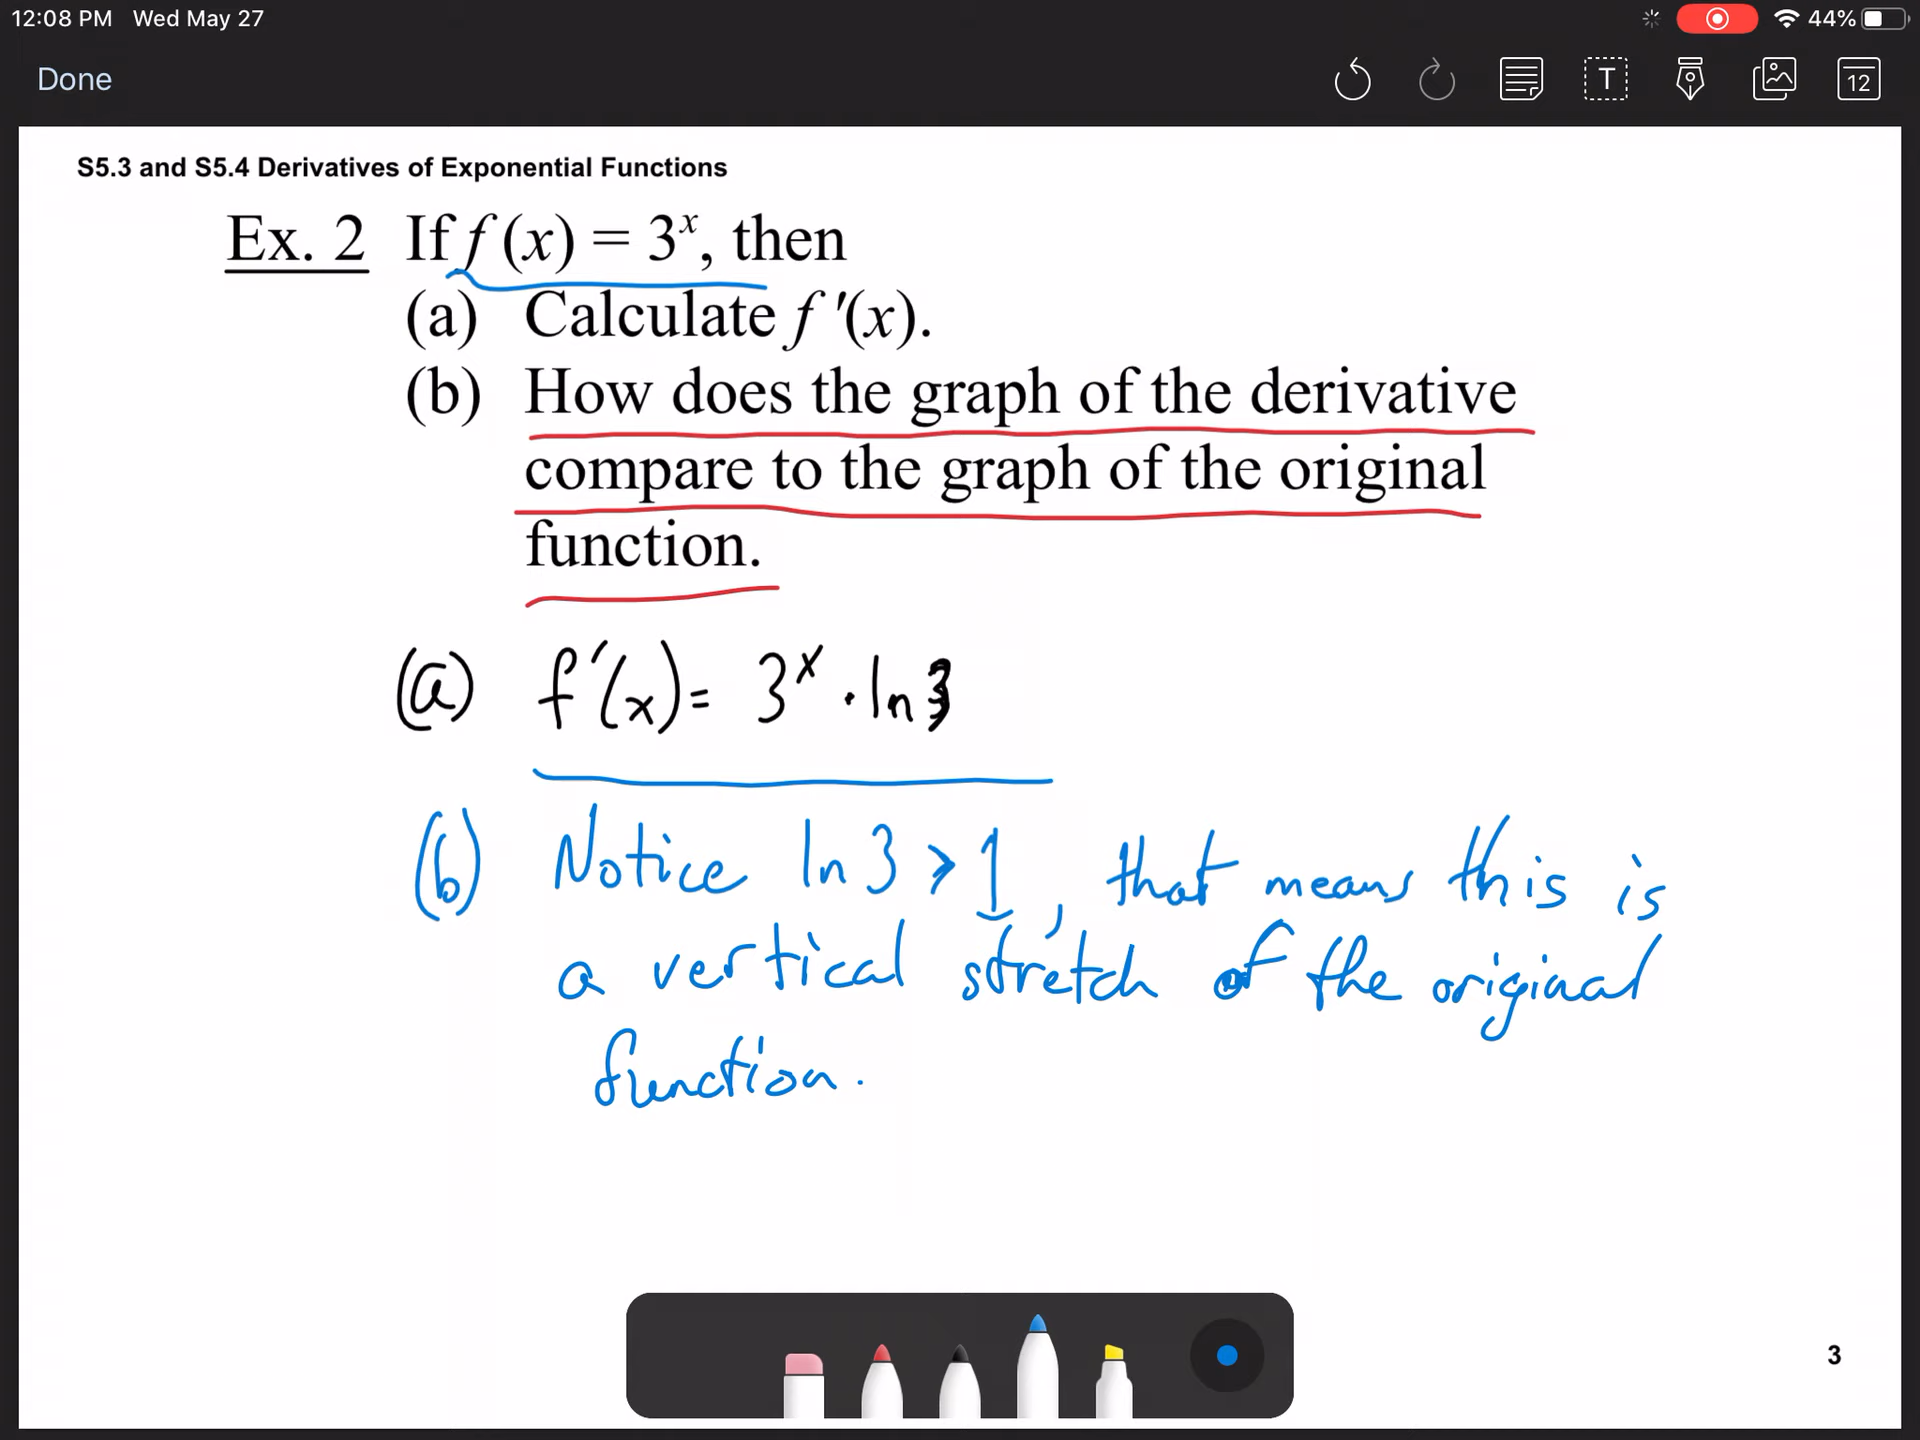 12:08 PM Wed May 27
44%
Done
T
12
S5.3 and S5.4 Derivatives of Exponential Functions
Ex. 2 If f (x) = 3ˣ, then
(a) Calculate f ′(x).
(b) How does the graph of the derivative
compare to the graph of the original
function.
(a) f′(x) = 3ˣ · ln 3
(b) Notice ln 3 > 1, that means this is
a vertical stretch of the original
function.
3